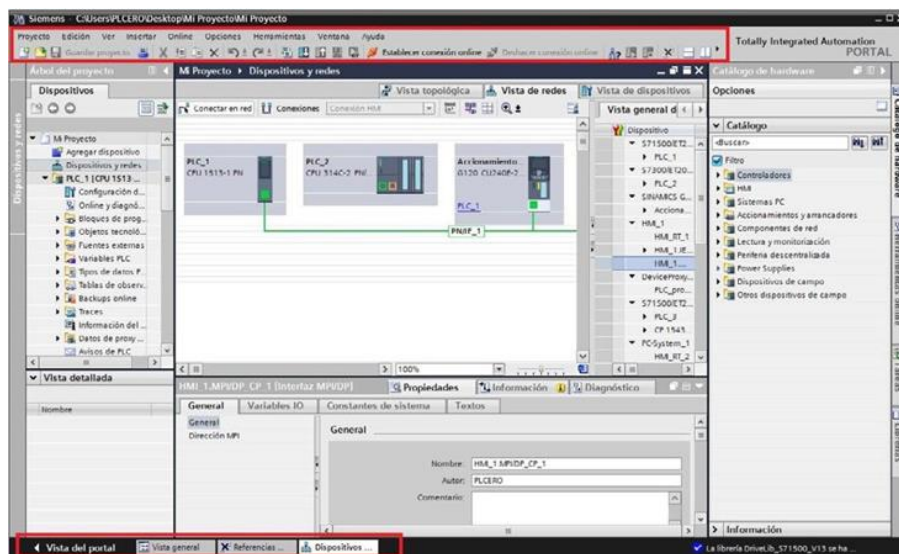 Siemens - C:\Users\PLCERO\Desktop\Mi Proyecto\Mi Proyecto
Proyecto Edición Ver Insertar Online Opciones Herramientas Ventana Ayuda
Guardar proyecto
Establecer conexión online
Deshacer conexión online
Totally Integrated Automation
PORTAL
Árbol del proyecto
Dispositivos
Dispositivos y redes
Mi Proyecto
Agregar dispositivo
Dispositivos y redes
PLC_1 [CPU 1513 ...
Configuración d...
Online y diagnó...
Bloques de prog...
Objetos tecnoló...
Fuentes externas
Variables PLC
Tipos de datos P...
Tablas de observ...
Backups online
Traces
Información del ...
Datos de proxy ...
Avisos de PLC
Vista detallada
Nombre
Mi Proyecto Dispositivos y redes
Vista topológica
Vista de redes
Vista de dispositivos
Conectar en red
Conexiones
Conexión HMI
PLC_1
CPU 1513-1 PN
PLC_2
CPU 314C-2 PN/...
Accionamiento...
G120 CU240E-2...
PLC_1
PN/IE_1
100%
Vista general d
Dispositivo
S71500/ET2...
PLC_1
S7300/ET20...
PLC_2
SINAMICS G...
Acciona...
HMI_1
HMI_RT_1
HMI_1.IE...
HMI_1....
DeviceProxy...
PLC_pro...
S71500/ET2...
PLC_3
CP 1543...
PC-System_1
HMI_RT_2
HMI_1.MPI/DP_CP_1 [Interfaz MPI/DP]
Propiedades
Información
Diagnóstico
General
Variables IO
Constantes de sistema
Textos
General
Dirección MPI
General
Nombre: HMI_1.MPI/DP_CP_1
Autor: PLCERO
Comentario:
Catálogo de hardware
Opciones
Catálogo
<Buscar>
Filtro
Controladores
HMI
Sistemas PC
Accionamientos y arrancadores
Componentes de red
Lectura y monitorización
Periferia descentralizada
Power Supplies
Dispositivos de campo
Otros dispositivos de campo
Información
Catálogo de hardware
Herramientas online
Tareas
Librerías
Vista del portal
Vista general
Referencias ...
Dispositivos ...
La librería DriveLib_S71500_V13 se ha ...